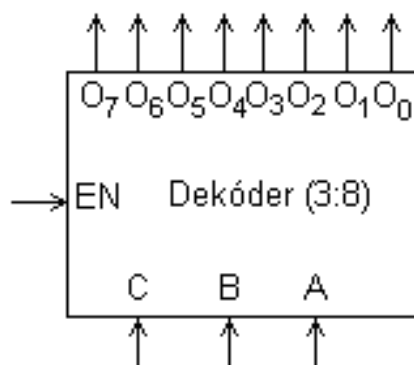 O₇ O₆ O₅ O₄ O₃ O₂ O₁ O₀
EN Dekóder (3:8)
C B A